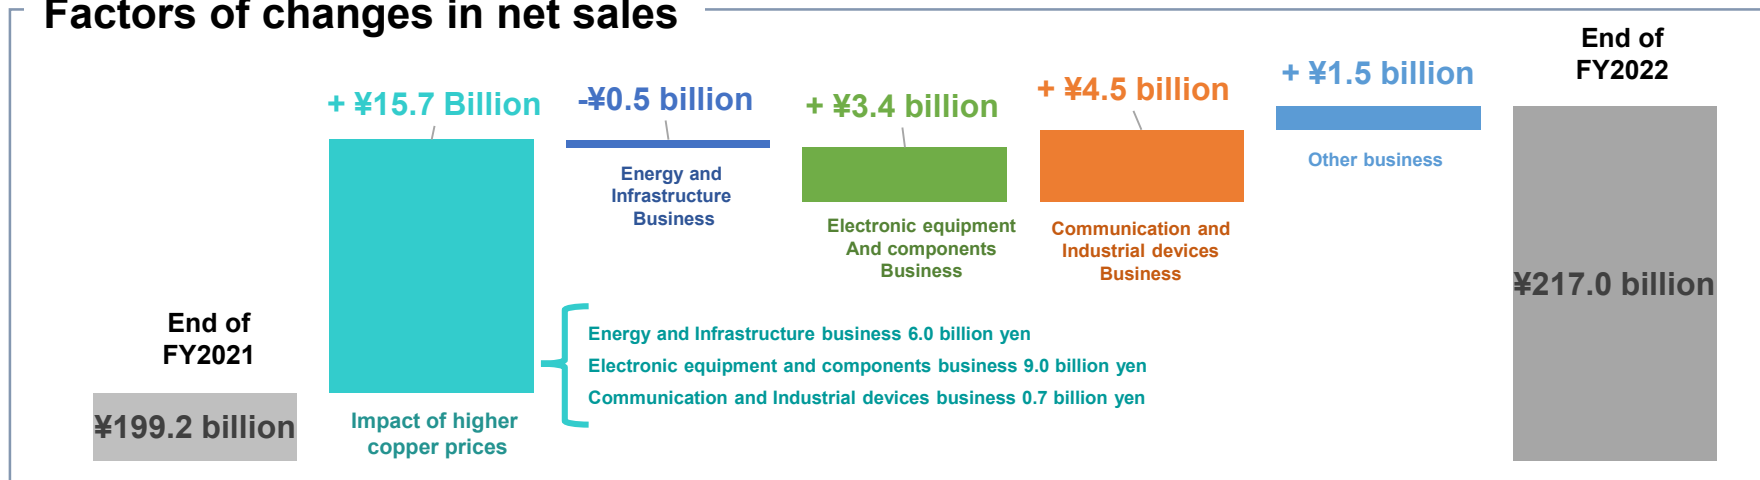 Factors of changes in net sales
End of
FY2021
¥199.2 billion
+ ¥15.7 Billion
Impact of higher
copper prices
Energy and Infrastructure business 6.0 billion yen
Electronic equipment and components business 9.0 billion yen
Communication and Industrial devices business 0.7 billion yen
-¥0.5 billion
Energy and
Infrastructure
Business
+ ¥3.4 billion
Electronic equipment
And components
Business
+ ¥4.5 billion
Communication and
Industrial devices
Business
+ ¥1.5 billion
Other business
End of
FY2022
¥217.0 billion